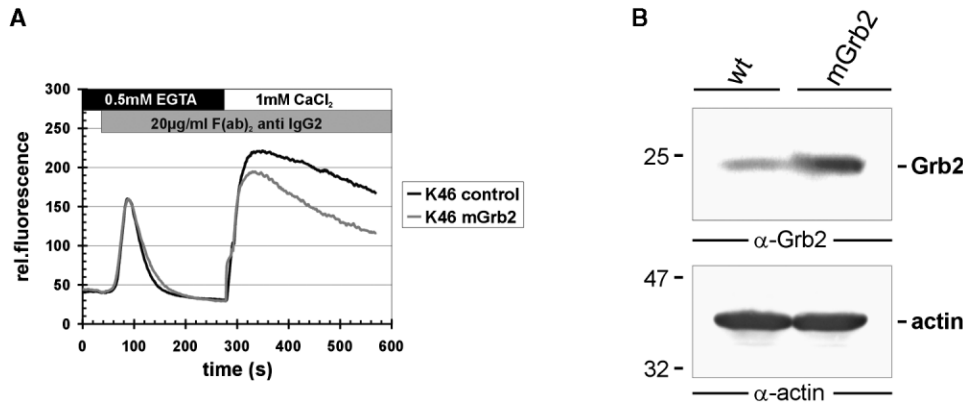 A
300
250
200
150
100
50
0
rel.fluorescence
0.5mM EGTA
1mM CaCl₂
20µg/ml F(ab)₂ anti IgG2
0 100 200 300 400 500 600
time (s)
K46 control
K46 mGrb2
B
wt
mGrb2
25
Grb2
α-Grb2
47
actin
32
α-actin